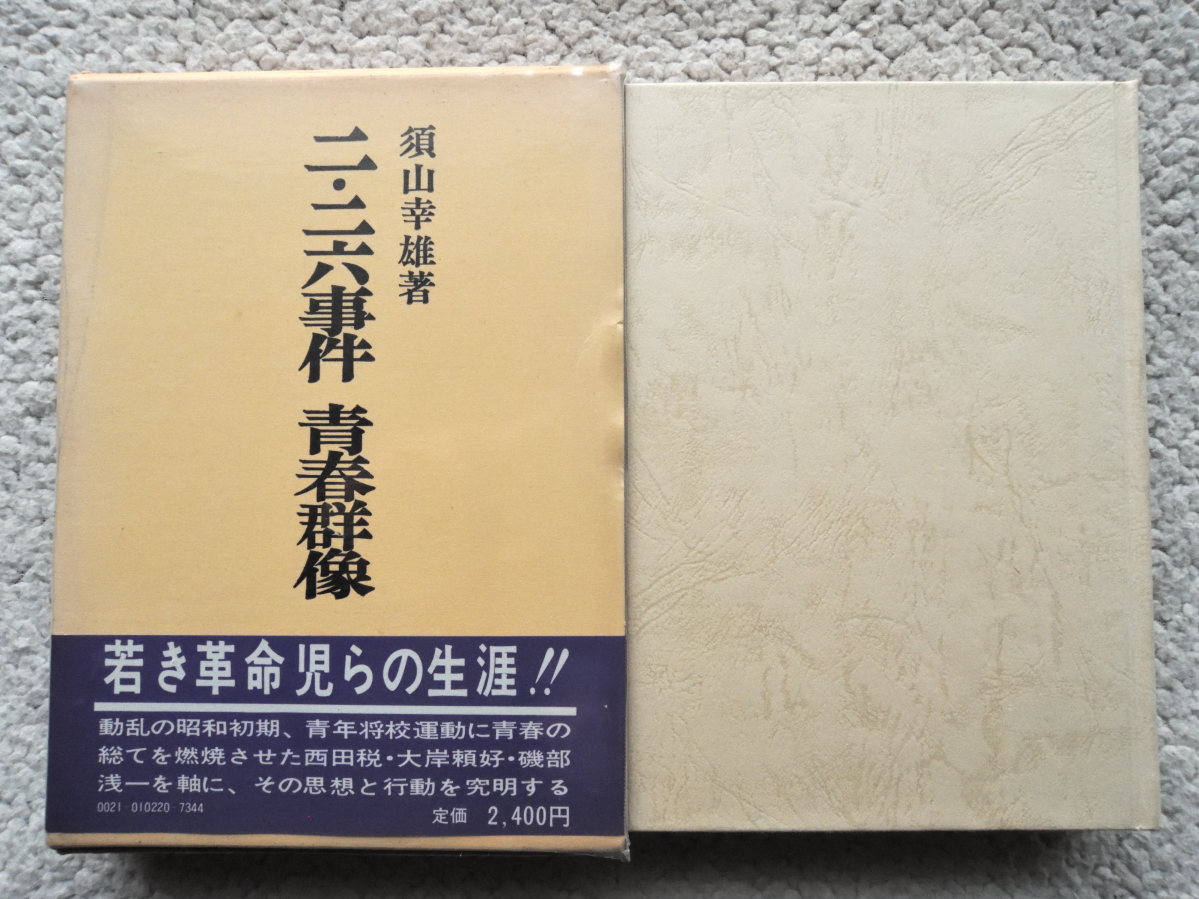 須山幸雄著
二・二六事件 青春群像
若き革命児らの生涯!!
動乱の昭和初期、青年将校運動に青春の
総てを燃焼させた西田税・大岸頼好・磯部
浅一を軸に、その思想と行動を究明する
0021-010220-7344
定価 2,400円